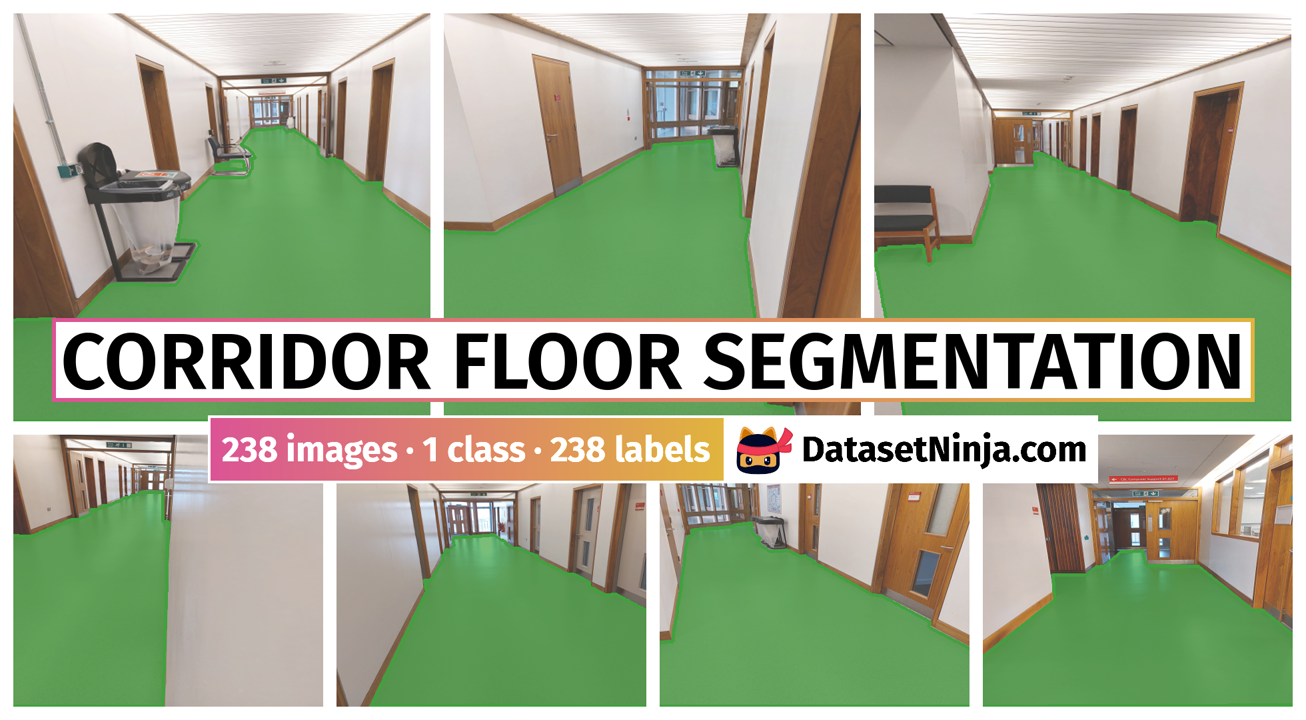 CORRIDOR FLOOR SEGMENTATION
238 images · 1 class · 238 labels
DatasetNinja.com